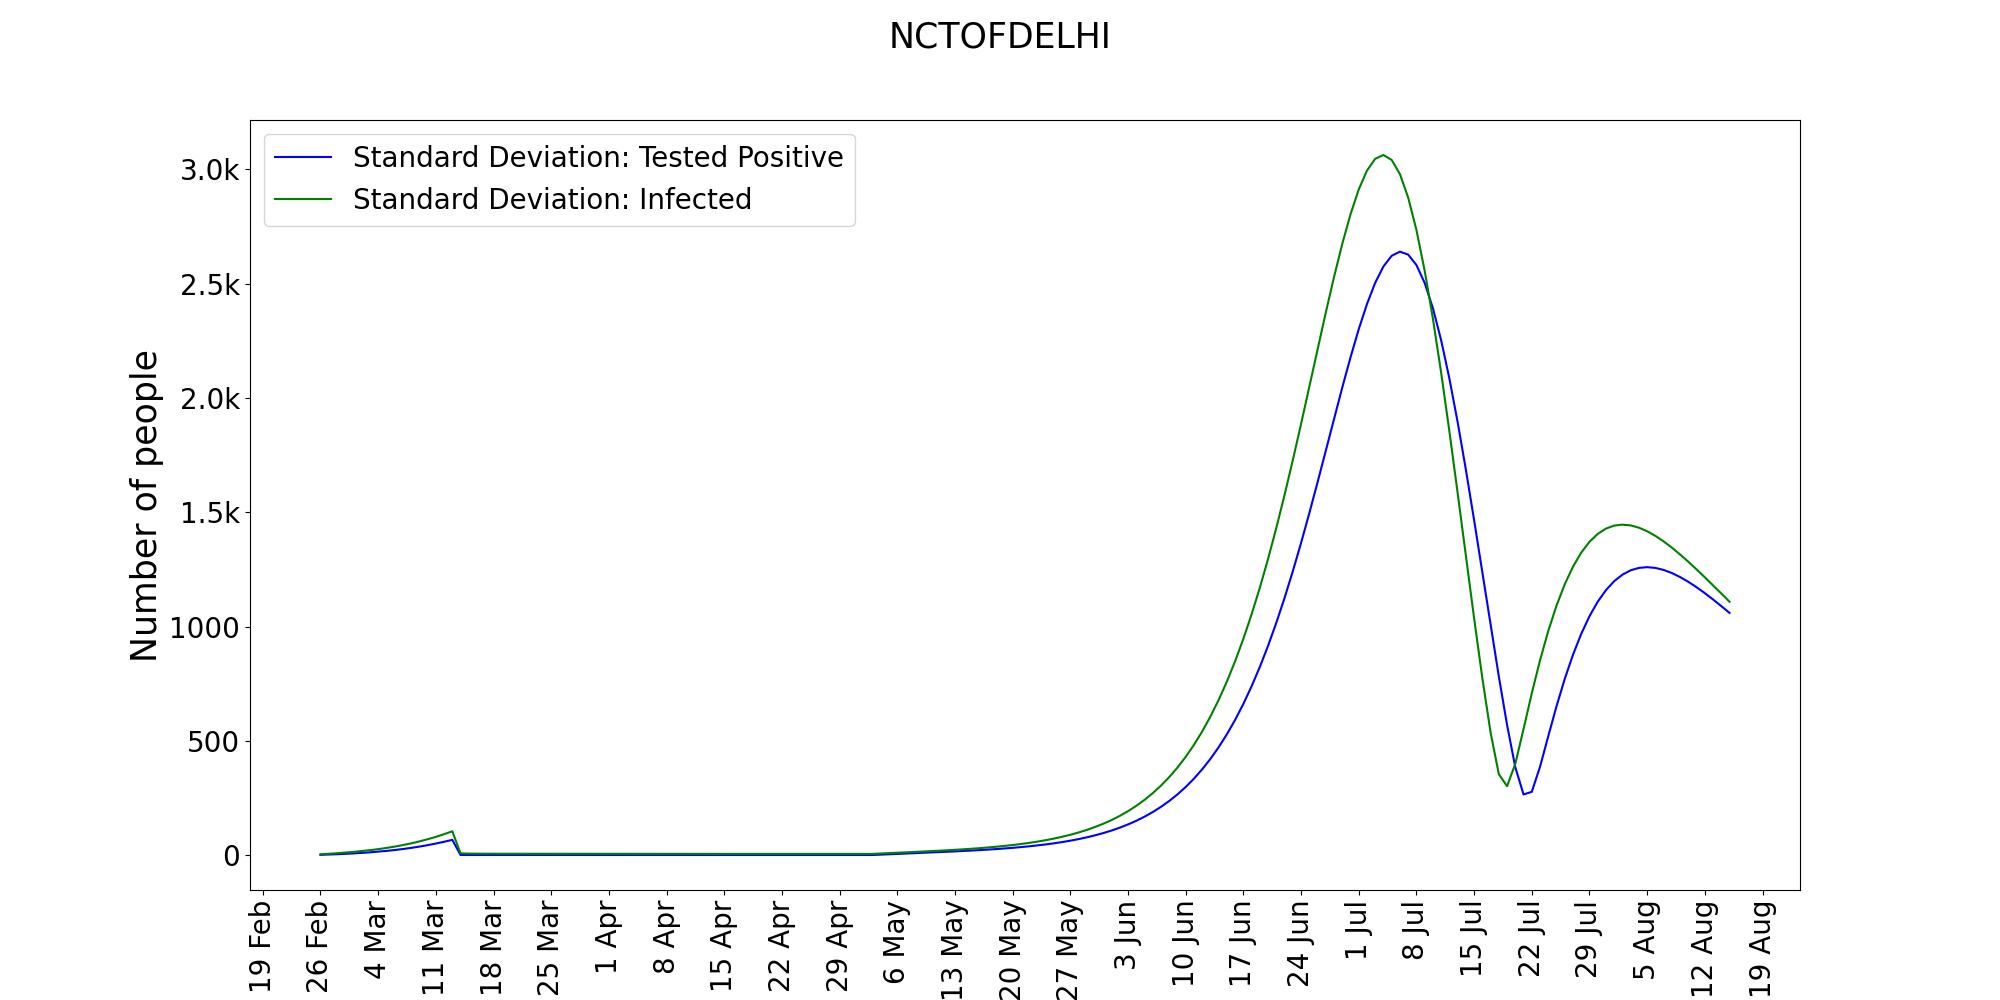 NCTOFDELHI
Standard Deviation: Tested Positive
Standard Deviation: Infected
Number of people
3.0k
2.5k
2.0k
1.5k
1000
500
0
19 Feb
26 Feb
4 Mar
11 Mar
18 Mar
25 Mar
1 Apr
8 Apr
15 Apr
22 Apr
29 Apr
6 May
13 May
20 May
27 May
3 Jun
10 Jun
17 Jun
24 Jun
1 Jul
8 Jul
15 Jul
22 Jul
29 Jul
5 Aug
12 Aug
19 Aug